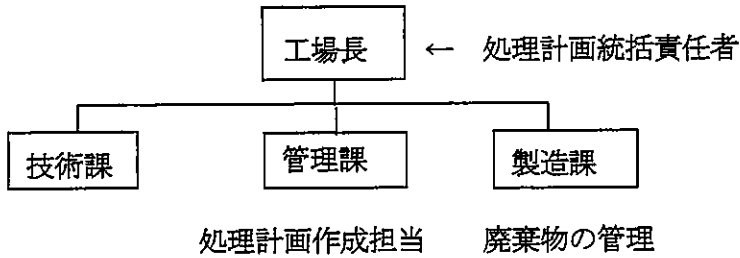 工場長 ← 処理計画統括責任者
技術課 管理課 製造課
処理計画作成担当 廃棄物の管理